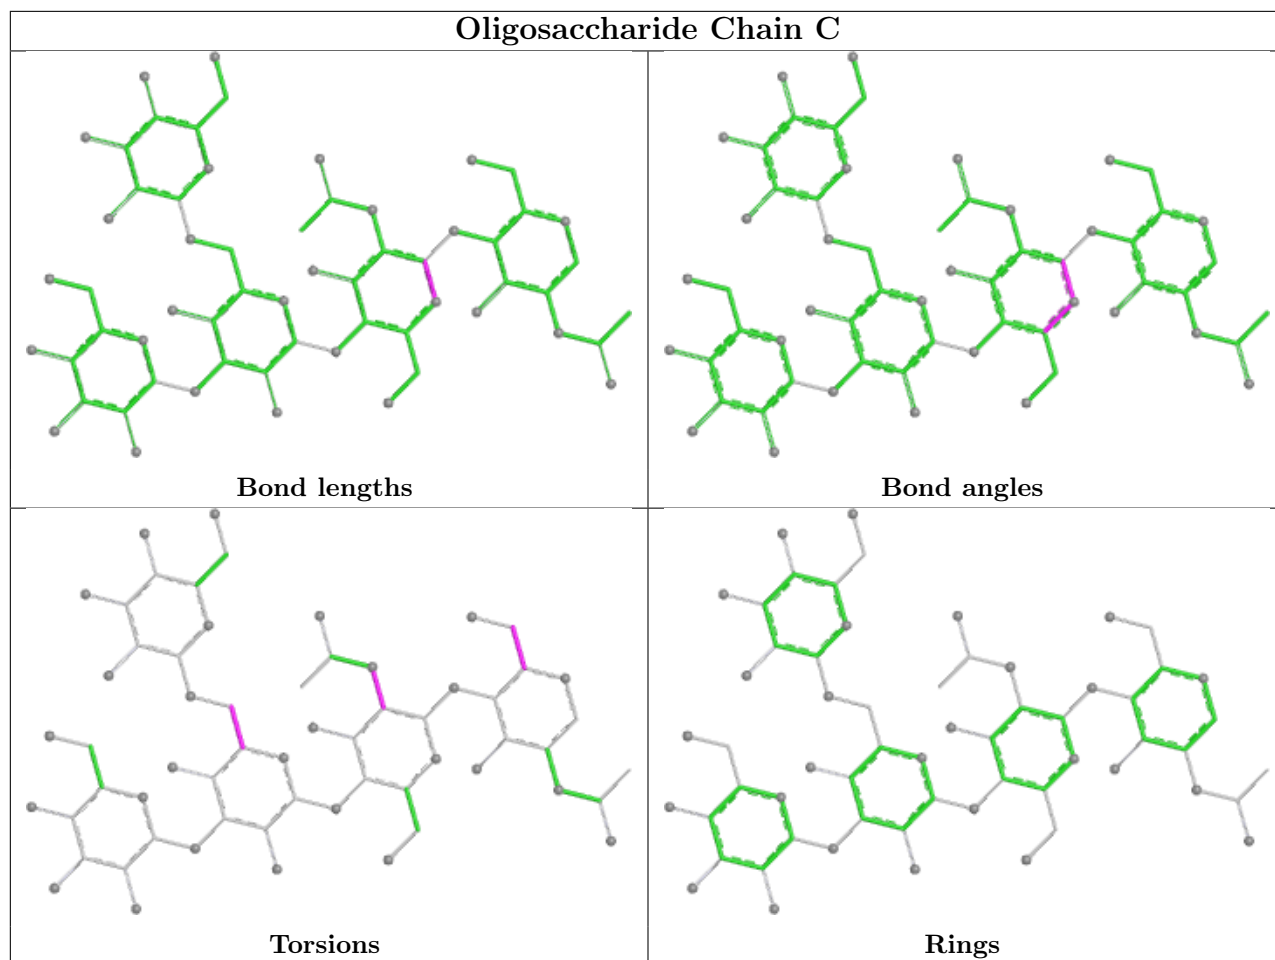 Oligosaccharide Chain C
Bond lengths
Bond angles
Torsions
Rings